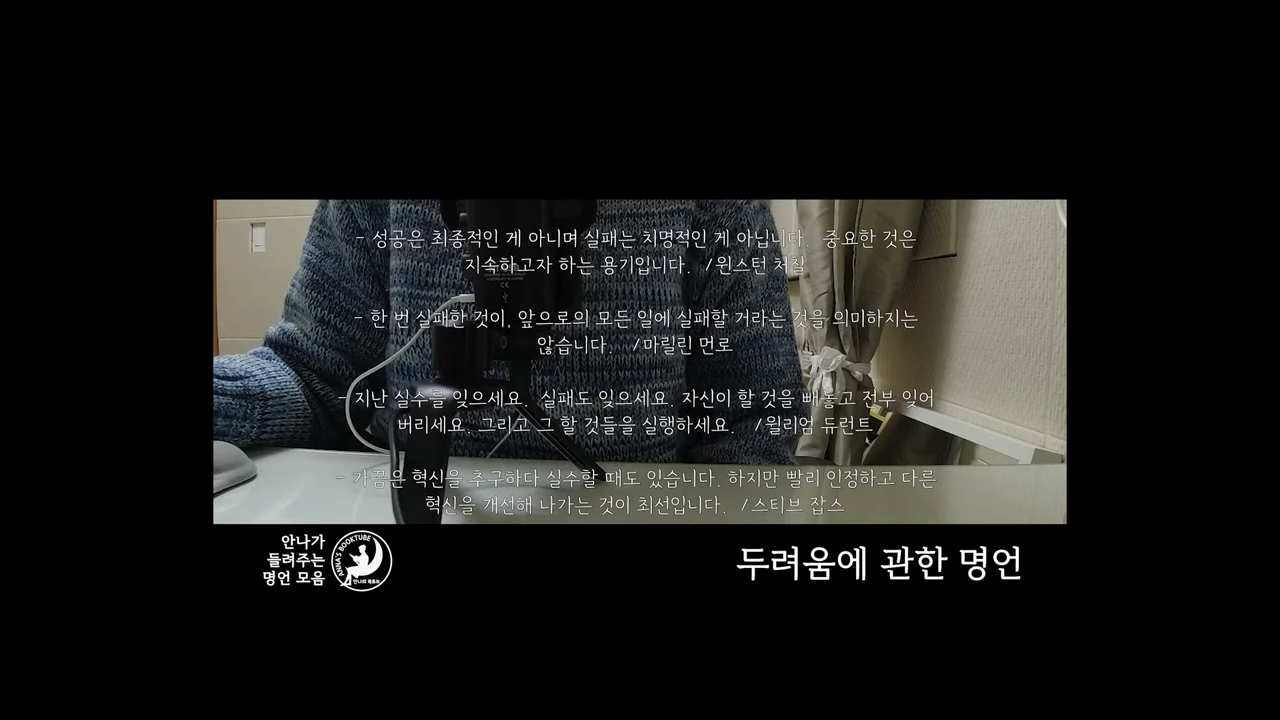 - 성공은 최종적인 게 아니며 실패는 치명적인 게 아닙니다. 중요한 것은
지속하고자 하는 용기입니다. /윈스턴 처칠
- 한 번 실패한 것이, 앞으로의 모든 일에 실패할 거라는 것을 의미하지는
않습니다. /마릴린 먼로
- 지난 실수를 잊으세요. 실패도 잊으세요. 자신이 할 것을 빼놓고 전부 잊어
버리세요. 그리고 그 할 것들을 실행하세요. /윌리엄 듀런트
- 가끔은 혁신을 추구하다 실수할 때도 있습니다. 하지만 빨리 인정하고 다른
혁신을 개선해 나가는 것이 최선입니다. /스티브 잡스
안나가
들려주는
명언 모음
ANNA'S BOOKTUBE
안나의 북튜브
두려움에 관한 명언